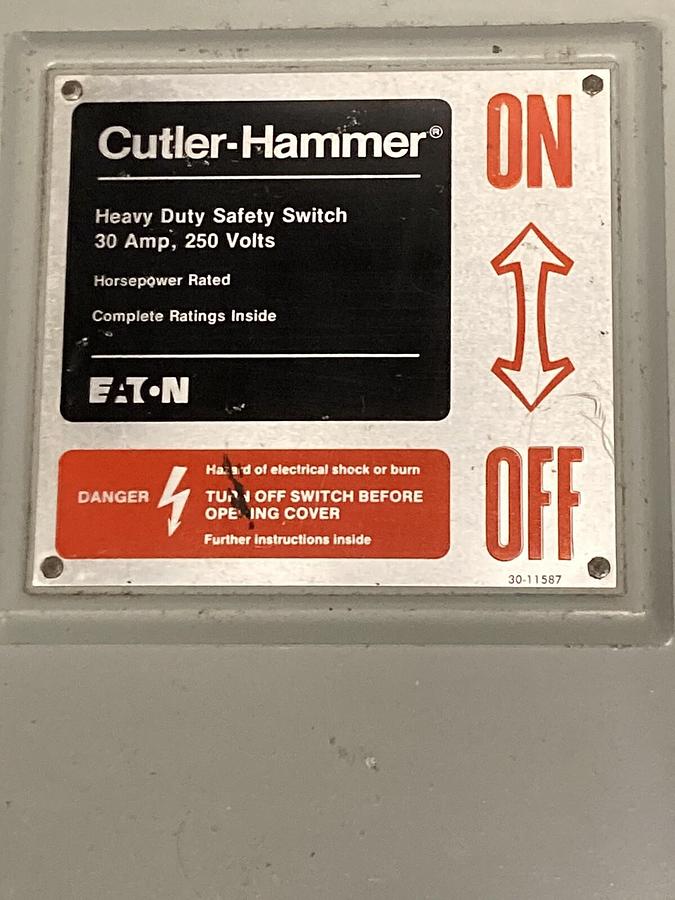 Cutler-Hammer®
Heavy Duty Safety Switch
30 Amp, 250 Volts
Horsepower Rated
Complete Ratings Inside
EATON
ON
OFF
DANGER
Hazard of electrical shock or burn
TURN OFF SWITCH BEFORE
OPENING COVER
Further instructions inside
30-11587